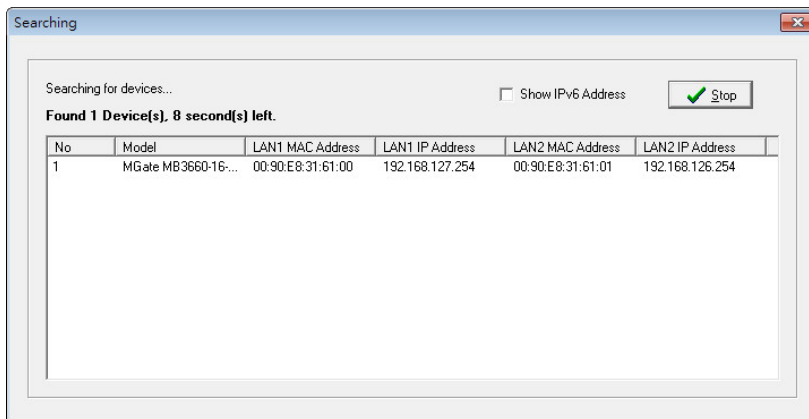 Searching
Searching for devices...
Show IPv6 Address
Stop
Found 1 Device(s), 8 second(s) left.
No Model LAN1 MAC Address LAN1 IP Address LAN2 MAC Address LAN2 IP Address
1 MGate MB3660-16-... 00:90:E8:31:61:00 192.168.127.254 00:90:E8:31:61:01 192.168.126.254